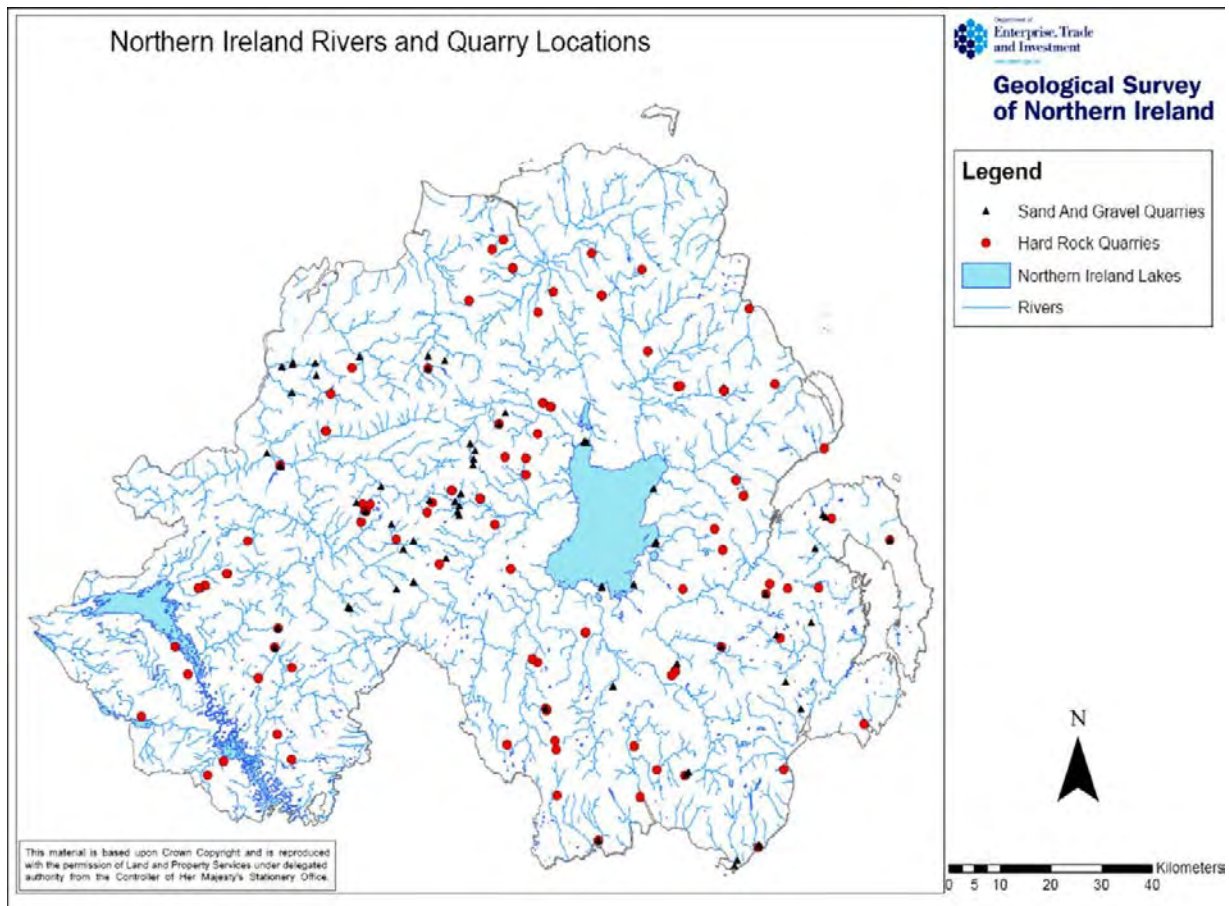 Northern Ireland Rivers and Quarry Locations
Department of
Enterprise, Trade
and Investment
Geological Survey
of Northern Ireland
Legend
Sand And Gravel Quarries
Hard Rock Quarries
Northern Ireland Lakes
Rivers
N
Kilometers
0 5 10 20 30 40
This material is based upon Crown Copyright and is reproduced
with the permission of Land and Property Services under delegated
authority from the Controller of Her Majesty's Stationery Office.